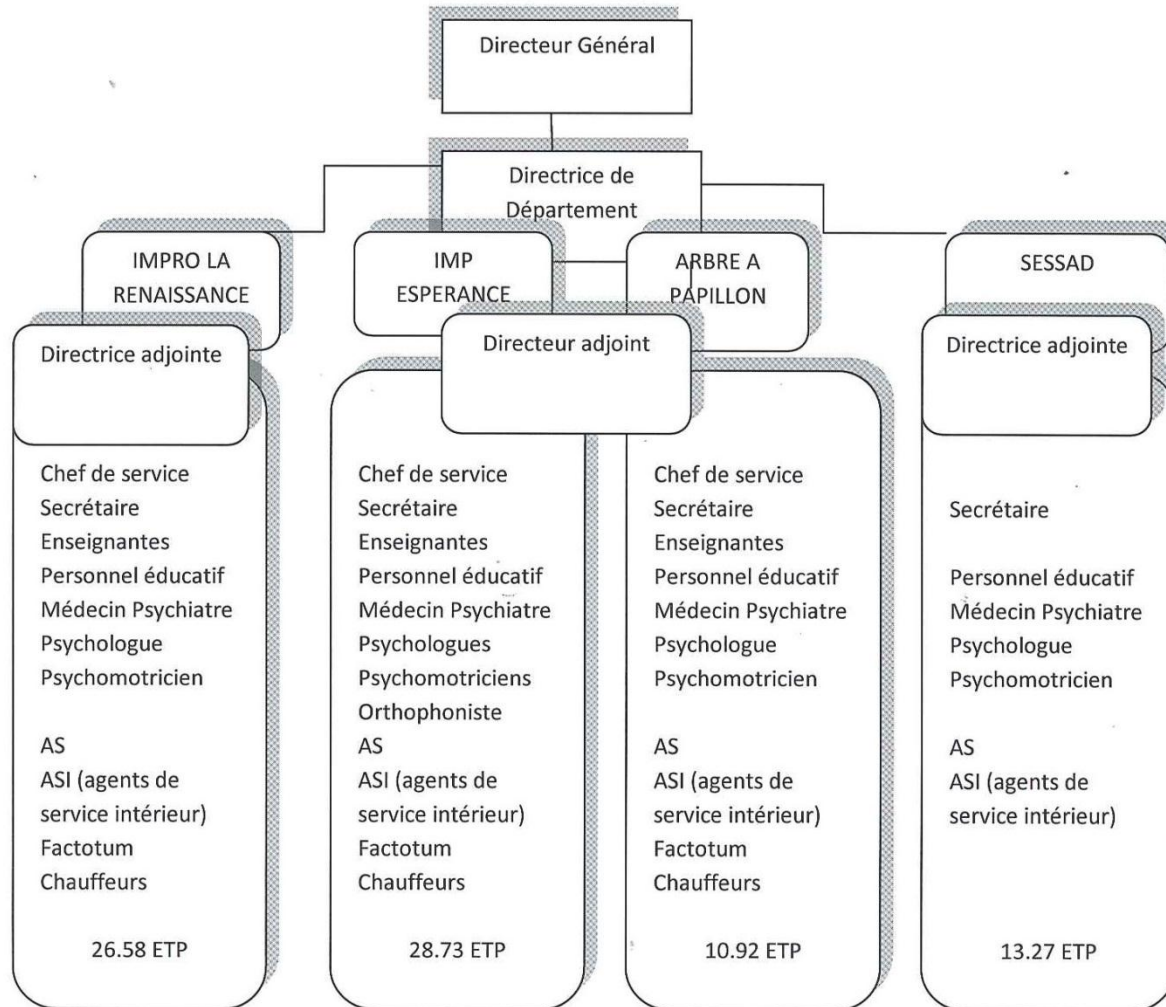 Directeur Général
Directrice de
Département
IMPRO LA
RENAISSANCE
IMP
ESPERANCE
ARBRE A
PAPILLON
SESSAD
Directrice adjointe
Directeur adjoint
Directrice adjointe
Chef de service
Secrétaire
Enseignantes
Personnel éducatif
Médecin Psychiatre
Psychologue
Psychomotricien
AS
ASI (agents de
service intérieur)
Factotum
Chauffeurs
26.58 ETP
Chef de service
Secrétaire
Enseignantes
Personnel éducatif
Médecin Psychiatre
Psychologues
Psychomotriciens
Orthophoniste
AS
ASI (agents de
service intérieur)
Factotum
Chauffeurs
28.73 ETP
Chef de service
Secrétaire
Enseignantes
Personnel éducatif
Médecin Psychiatre
Psychologue
Psychomotricien
AS
ASI (agents de
service intérieur)
Factotum
Chauffeurs
10.92 ETP
Secrétaire
Personnel éducatif
Médecin Psychiatre
Psychologue
Psychomotricien
AS
ASI (agents de
service intérieur)
13.27 ETP